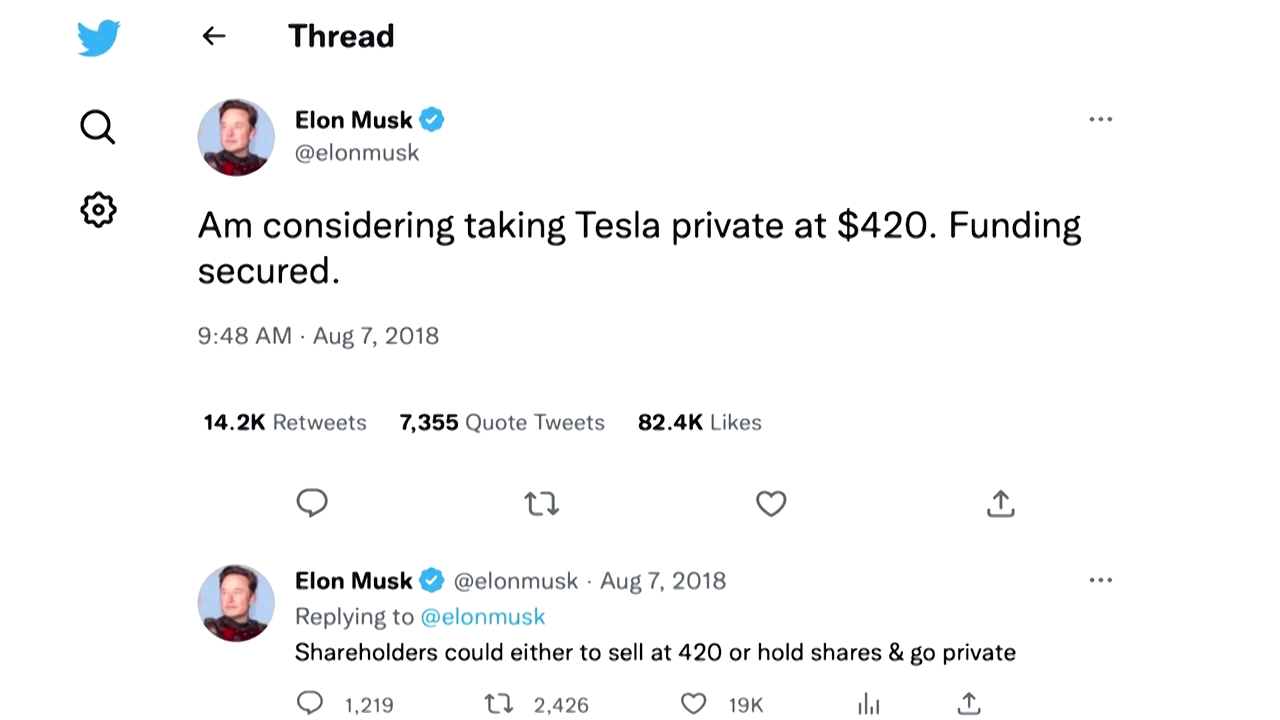 Thread
Elon Musk
@elonmusk
Am considering taking Tesla private at $420. Funding
secured.
9:48 AM · Aug 7, 2018
14.2K Retweets 7,355 Quote Tweets 82.4K Likes
Elon Musk @elonmusk · Aug 7, 2018
Replying to @elonmusk
Shareholders could either to sell at 420 or hold shares & go private
1,219 2,426 19K